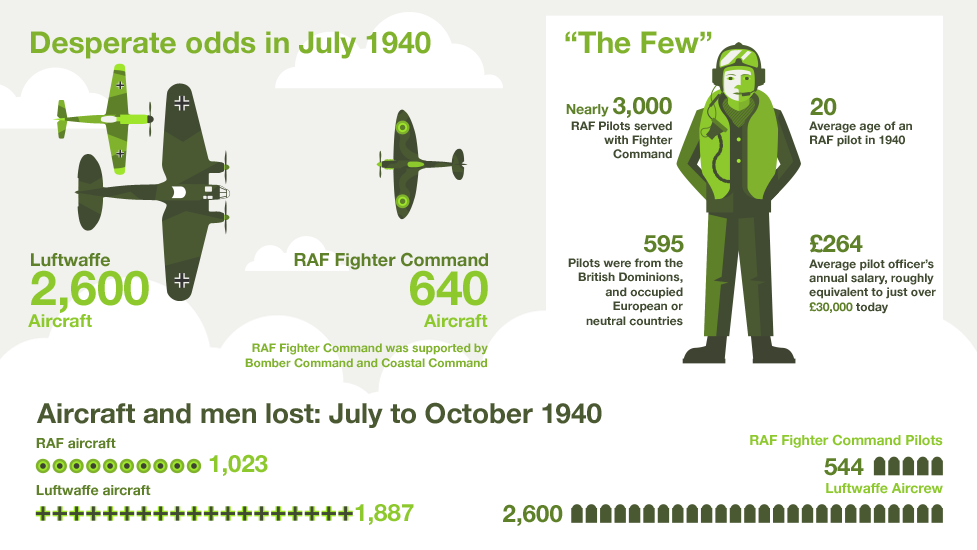 Desperate odds in July 1940
Luftwaffe
2,600
Aircraft
RAF Fighter Command
640
Aircraft
RAF Fighter Command was supported by
Bomber Command and Coastal Command
“The Few”
Nearly 3,000
RAF Pilots served
with Fighter
Command
20
Average age of an
RAF pilot in 1940
595
Pilots were from the
British Dominions,
and occupied
European or
neutral countries
£264
Average pilot officer’s
annual salary, roughly
equivalent to just over
£30,000 today
Aircraft and men lost: July to October 1940
RAF aircraft
1,023
Luftwaffe aircraft
1,887
RAF Fighter Command Pilots
544
Luftwaffe Aircrew
2,600